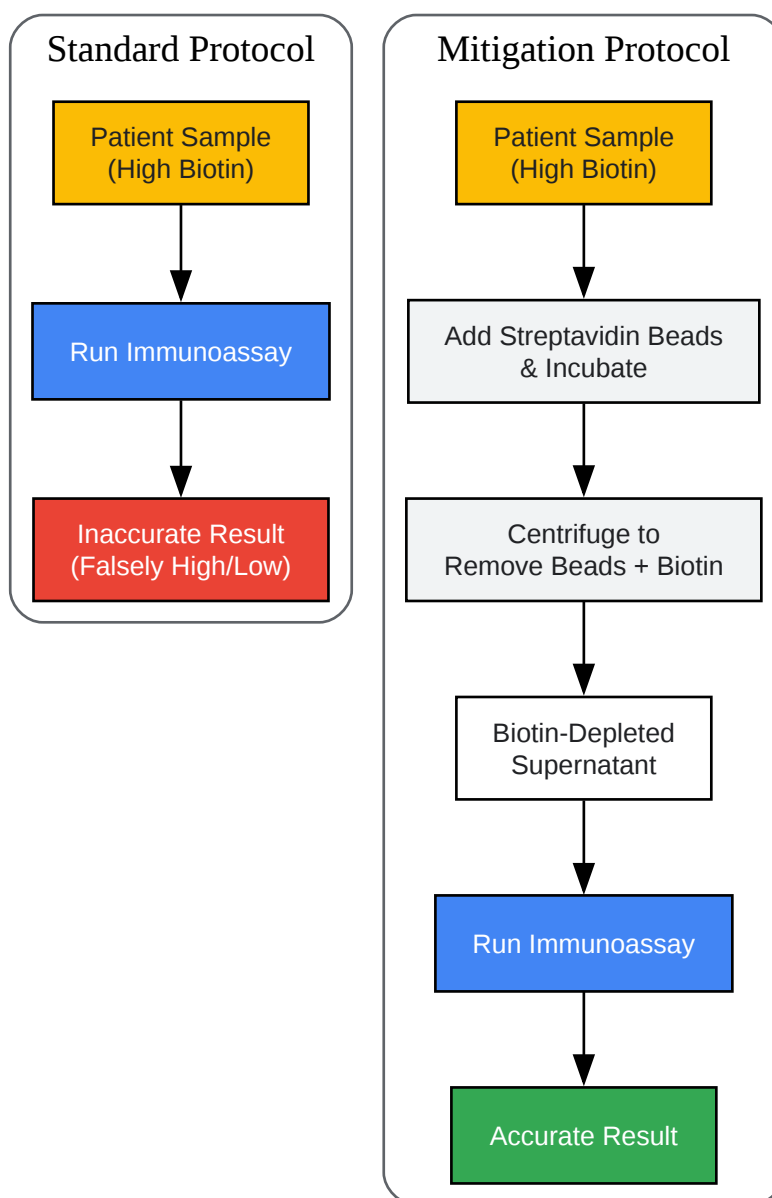 Standard Protocol
Patient Sample
(High Biotin)
Run Immunoassay
Inaccurate Result
(Falsely High/Low)
Mitigation Protocol
Patient Sample
(High Biotin)
Add Streptavidin Beads
& Incubate
Centrifuge to
Remove Beads + Biotin
Biotin-Depleted
Supernatant
Run Immunoassay
Accurate Result